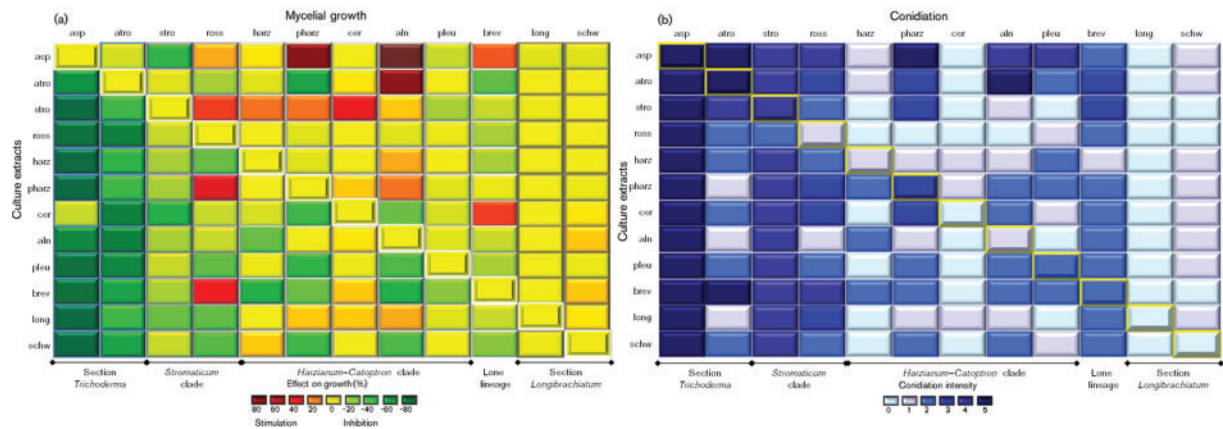 (a) Mycelial growth
asp atro stro ross harz pharz cer aln pleu brev long schw
Culture extracts
asp
atro
stro
ross
harz
pharz
cer
aln
pleu
brev
long
schw
Section Trichoderma
Stromaticum clade
Harzianum–Catoptron clade
Lone lineage
Section Longibrachiatum
Effect on growth (%)
80 60 40 20 0 -20 -40 -60 -80
Stimulation Inhibition
(b) Conidiation
asp atro stro ross harz pharz cer aln pleu brev long schw
Culture extracts
asp
atro
stro
ross
harz
pharz
cer
aln
pleu
brev
long
schw
Section Trichoderma
Stromaticum clade
Harzianum–Catoptron clade
Lone lineage
Section Longibrachiatum
Conidiation intensity
0 1 2 3 4 5